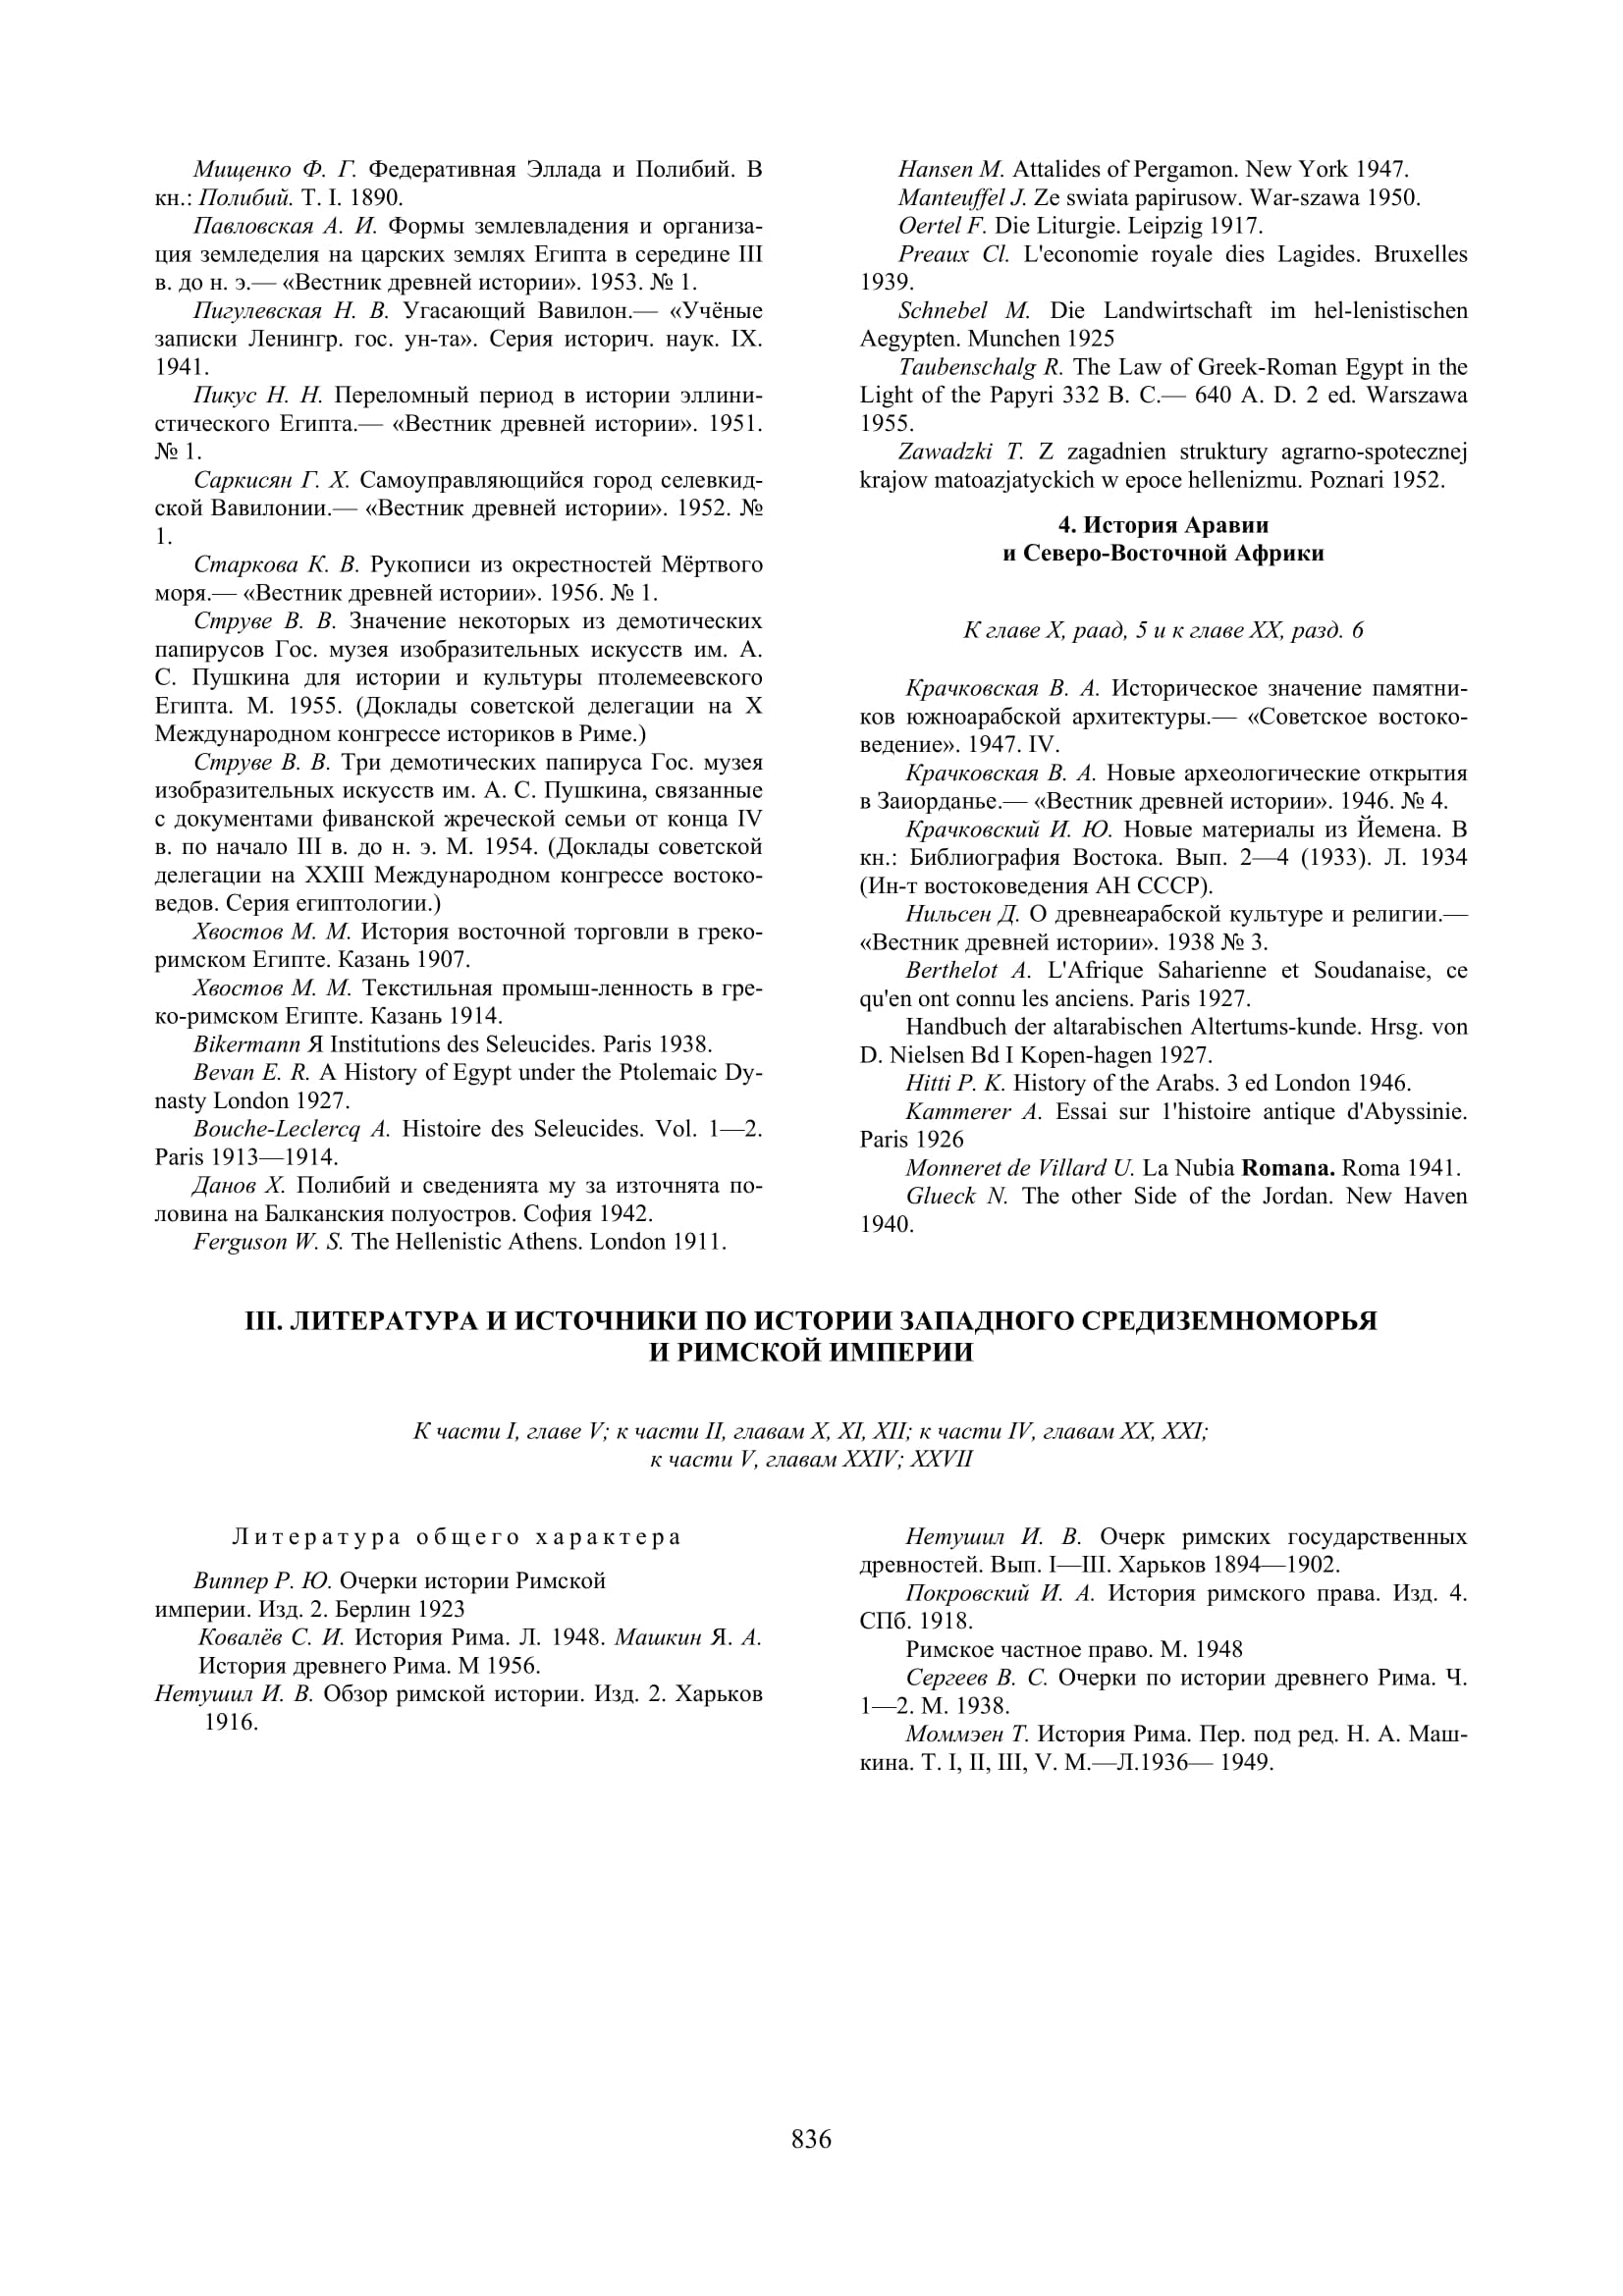 Мищенко Ф. Г. Федеративная Эллада и Полибий. В
кн.: Полибий. Т. I. 1890.
Павловская А. И. Формы землевладения и организа-
ция земледелия на царских землях Египта в середине III
в. до н. э.— «Вестник древней истории». 1953. № 1.
Пигулевская Н. В. Угасающий Вавилон.— «Учёные
записки Ленингр. гос. ун-та». Серия историч. наук. IX.
1941.
Пикус Н. Н. Переломный период в истории эллини-
стического Египта.— «Вестник древней истории». 1951.
№ 1.
Саркисян Г. Х. Самоуправляющийся город селевкид-
ской Вавилонии.— «Вестник древней истории». 1952. №
1.
Старкова К. В. Рукописи из окрестностей Мёртвого
моря.— «Вестник древней истории». 1956. № 1.
Струве В. В. Значение некоторых из демотических
папирусов Гос. музея изобразительных искусств им. А.
С. Пушкина для истории и культуры птолемеевского
Египта. М. 1955. (Доклады советской делегации на X
Международном конгрессе историков в Риме.)
Струве В. В. Три демотических папируса Гос. музея
изобразительных искусств им. А. С. Пушкина, связанные
с документами фиванской жреческой семьи от конца IV
в. по начало III в. до н. э. М. 1954. (Доклады советской
делегации на XXIII Международном конгрессе востоко-
ведов. Серия египтологии.)
Хвостов М. М. История восточной торговли в греко-
римском Египте. Казань 1907.
Хвостов М. М. Текстильная промыш-ленность в гре-
ко-римском Египте. Казань 1914.
Bikermann Я Institutions des Seleucides. Paris 1938.
Bevan E. R. A History of Egypt under the Ptolemaic Dy-
nasty London 1927.
Bouche-Leclercq A. Histoire des Seleucides. Vol. 1—2.
Paris 1913—1914.
Данов Х. Полибий и сведенията му за източнята по-
ловина на Балканския полуостров. София 1942.
Ferguson W. S. The Hellenistic Athens. London 1911.
Hansen M. Attalides of Pergamon. New York 1947.
Manteuffel J. Ze swiata papirusow. War-szawa 1950.
Oertel F. Die Liturgie. Leipzig 1917.
Preaux Cl. L'economie royale dies Lagides. Bruxelles
1939.
Schnebel M. Die Landwirtschaft im hel-lenistischen
Aegypten. Munchen 1925
Taubenschalg R. The Law of Greek-Roman Egypt in the
Light of the Papyri 332 B. C.— 640 A. D. 2 ed. Warszawa
1955.
Zawadzki T. Z zagadnien struktury agrarno-spotecznej
krajow matoazjatyckich w epoce hellenizmu. Poznari 1952.
4. История Аравии
и Северо-Восточной Африки
К главе X, раад, 5 и к главе XX, разд. 6
Крачковская В. А. Историческое значение памятни-
ков южноарабской архитектуры.— «Советское востоко-
ведение». 1947. IV.
Крачковская В. А. Новые археологические открытия
в Заиорданье.— «Вестник древней истории». 1946. № 4.
Крачковский И. Ю. Новые материалы из Йемена. В
кн.: Библиография Востока. Вып. 2—4 (1933). Л. 1934
(Ин-т востоковедения АН СССР).
Нильсен Д. О древнеарабской культуре и религии.—
«Вестник древней истории». 1938 № 3.
Berthelot A. L'Afrique Saharienne et Soudanaise, ce
qu'en ont connu les anciens. Paris 1927.
Handbuch der altarabischen Altertums-kunde. Hrsg. von
D. Nielsen Bd I Kopen-hagen 1927.
Hitti P. K. History of the Arabs. 3 ed London 1946.
Kammerer A. Essai sur 1'histoire antique d'Abyssinie.
Paris 1926
Monneret de Villard U. La Nubia Romana. Roma 1941.
Glueck N. The other Side of the Jordan. New Haven
1940.
III. ЛИТЕРАТУРА И ИСТОЧНИКИ ПО ИСТОРИИ ЗАПАДНОГО СРЕДИЗЕМНОМОРЬЯ
И РИМСКОЙ ИМПЕРИИ
К части I, главе V; к части II, главам X, XI, XII; к части IV, главам XX, XXI;
к части V, главам XXIV; XXVII
Литература общего характера
Виппер Р. Ю. Очерки истории Римской
империи. Изд. 2. Берлин 1923
Ковалёв С. И. История Рима. Л. 1948. Машкин Я. А.
История древнего Рима. М 1956.
Нетушил И. В. Обзор римской истории. Изд. 2. Харьков
1916.
Нетушил И. В. Очерк римских государственных
древностей. Вып. I—III. Харьков 1894—1902.
Покровский И. А. История римского права. Изд. 4.
СПб. 1918.
Римское частное право. М. 1948
Сергеев В. С. Очерки по истории древнего Рима. Ч.
1—2. М. 1938.
Моммэен Т. История Рима. Пер. под ред. Н. А. Маш-
кина. Т. I, II, III, V. М.—Л.1936— 1949.
836